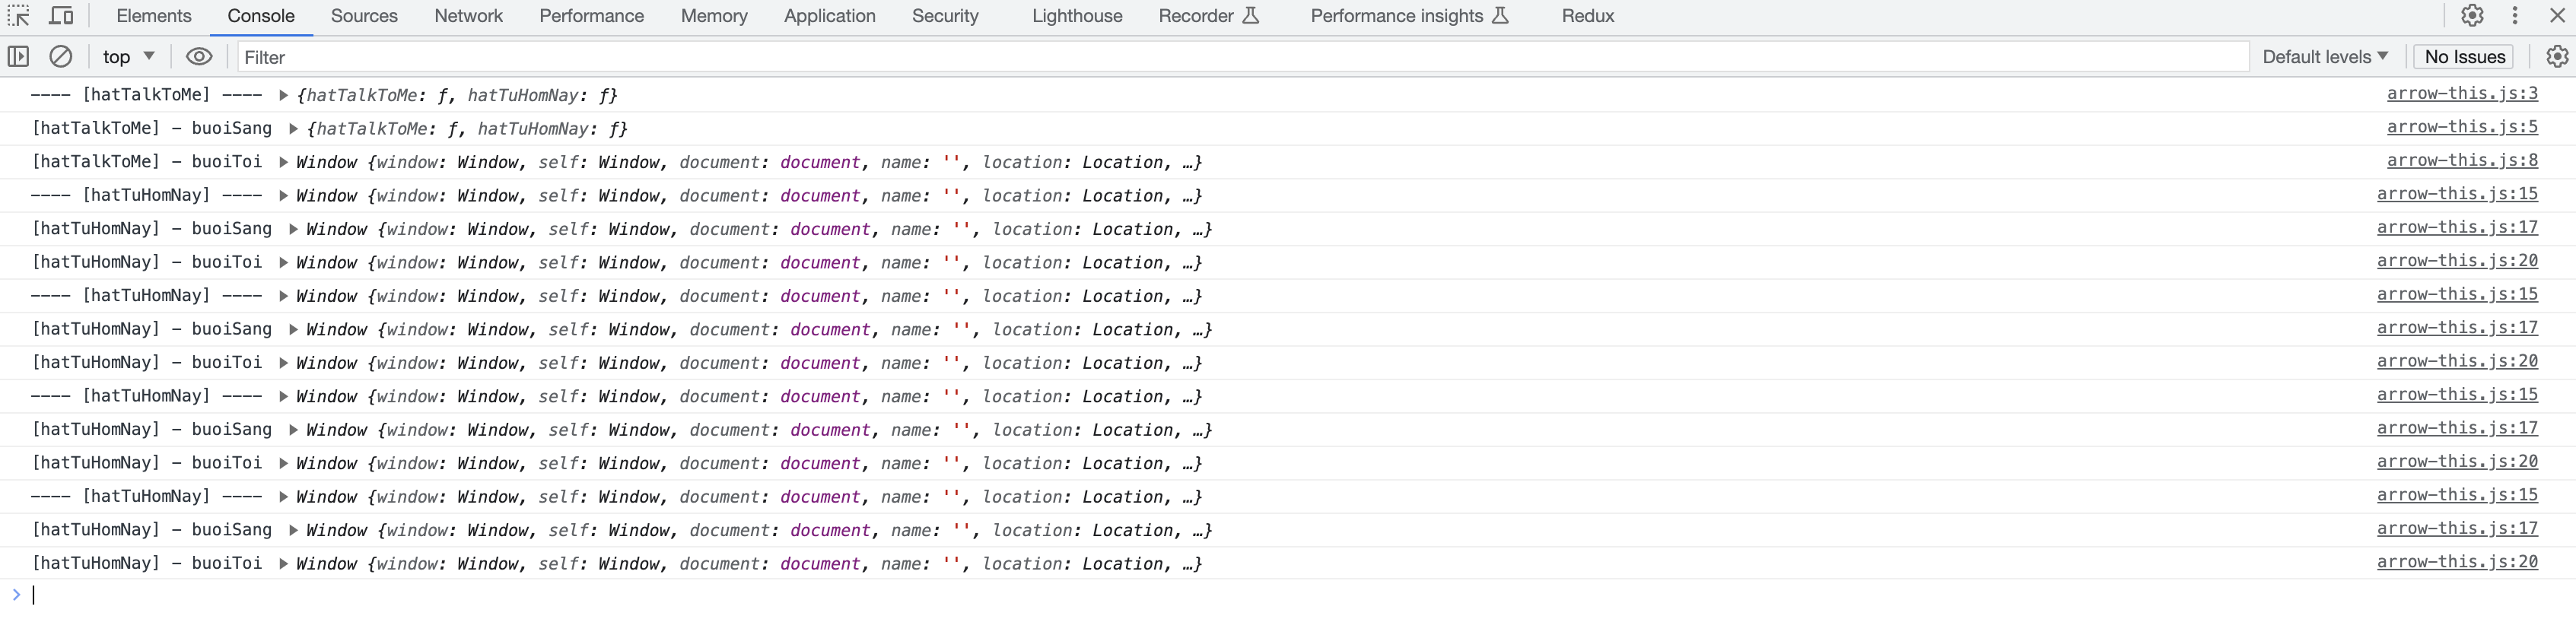 Elements Console Sources Network Performance Memory Application Security Lighthouse Recorder Performance insights Redux
top Filter Default levels No Issues
---- [hatTalkToMe] ---- {hatTalkToMe: ƒ, hatTuHomNay: ƒ} arrow-this.js:3
[hatTalkToMe] - buoiSang {hatTalkToMe: ƒ, hatTuHomNay: ƒ} arrow-this.js:5
[hatTalkToMe] - buoiToi Window {window: Window, self: Window, document: document, name: '', location: Location, …} arrow-this.js:8
---- [hatTuHomNay] ---- Window {window: Window, self: Window, document: document, name: '', location: Location, …} arrow-this.js:15
[hatTuHomNay] - buoiSang Window {window: Window, self: Window, document: document, name: '', location: Location, …} arrow-this.js:17
[hatTuHomNay] - buoiToi Window {window: Window, self: Window, document: document, name: '', location: Location, …} arrow-this.js:20
---- [hatTuHomNay] ---- Window {window: Window, self: Window, document: document, name: '', location: Location, …} arrow-this.js:15
[hatTuHomNay] - buoiSang Window {window: Window, self: Window, document: document, name: '', location: Location, …} arrow-this.js:17
[hatTuHomNay] - buoiToi Window {window: Window, self: Window, document: document, name: '', location: Location, …} arrow-this.js:20
---- [hatTuHomNay] ---- Window {window: Window, self: Window, document: document, name: '', location: Location, …} arrow-this.js:15
[hatTuHomNay] - buoiSang Window {window: Window, self: Window, document: document, name: '', location: Location, …} arrow-this.js:17
[hatTuHomNay] - buoiToi Window {window: Window, self: Window, document: document, name: '', location: Location, …} arrow-this.js:20
---- [hatTuHomNay] ---- Window {window: Window, self: Window, document: document, name: '', location: Location, …} arrow-this.js:15
[hatTuHomNay] - buoiSang Window {window: Window, self: Window, document: document, name: '', location: Location, …} arrow-this.js:17
[hatTuHomNay] - buoiToi Window {window: Window, self: Window, document: document, name: '', location: Location, …} arrow-this.js:20